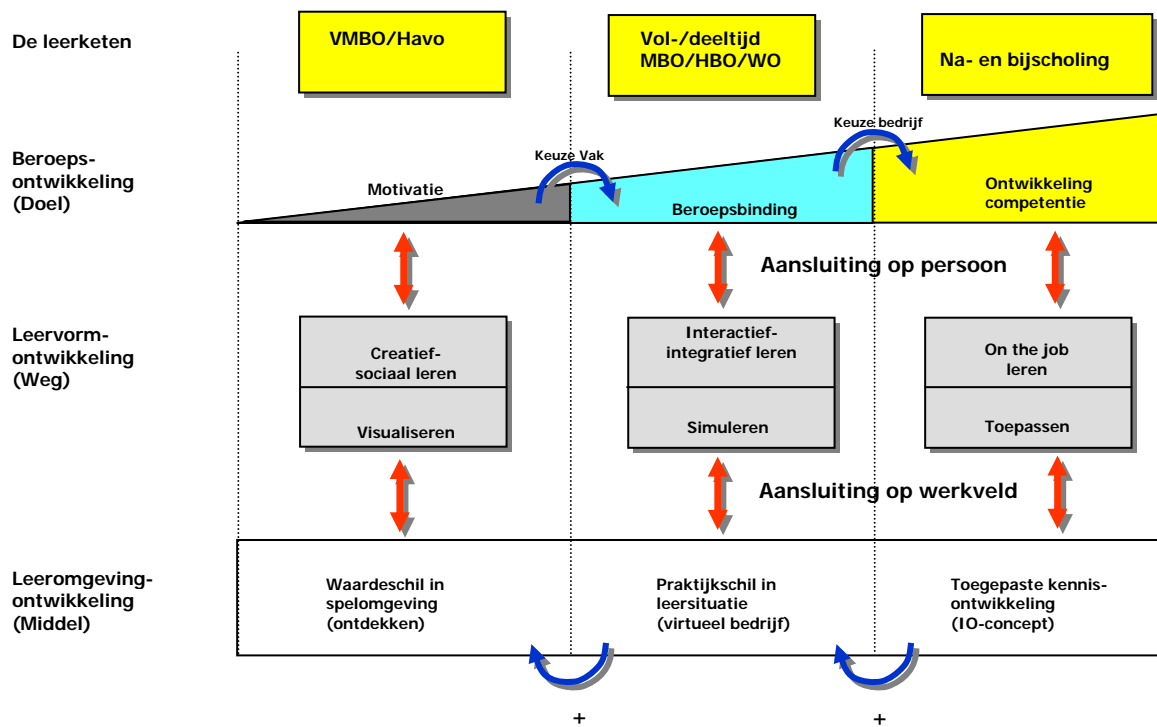 De leerketen
VMBO/Havo
Vol-/deeltijd
MBO/HBO/WO
Na- en bijscholing
Beroeps-
ontwikkeling
(Doel)
Motivatie
Keuze Vak
Beroepsbinding
Keuze bedrijf
Ontwikkeling
competentie
Aansluiting op persoon
Leervorm-
ontwikkeling
(Weg)
Creatief-
sociaal leren
Visualiseren
Interactief-
integratief leren
Simuleren
On the job
leren
Toepassen
Aansluiting op werkveld
Leeromgeving-
ontwikkeling
(Middel)
Waardeschil in
spelomgeving
(ontdekken)
Praktijkschil in
leersituatie
(virtueel bedrijf)
Toegepaste kennis-
ontwikkeling
(IO-concept)
+
+